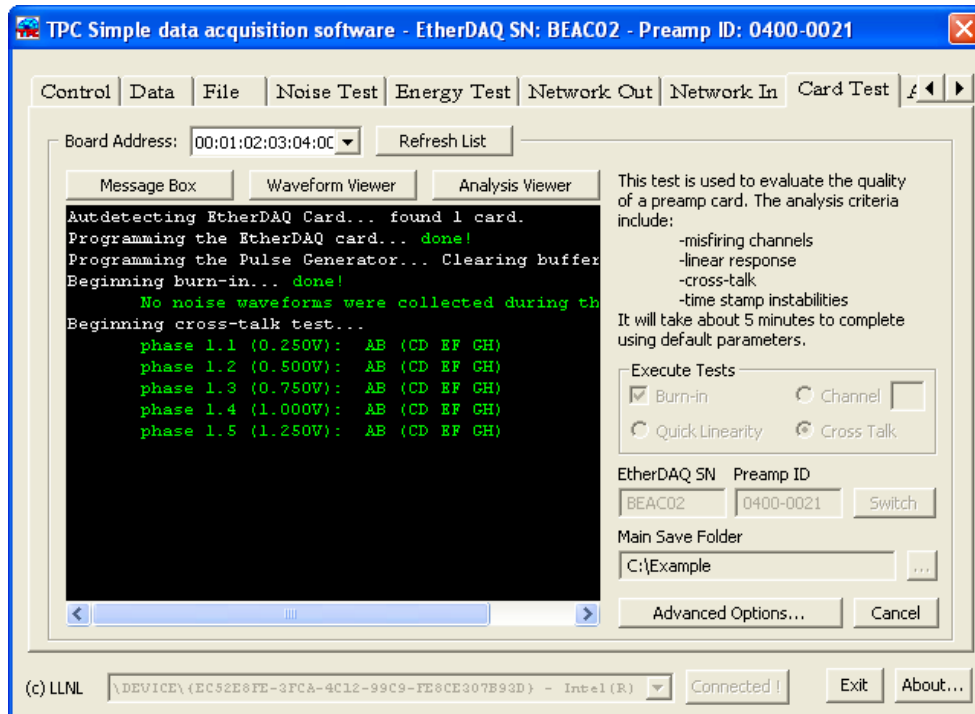 TPC Simple data acquisition software - EtherDAQ SN: BEAC02 - Preamp ID: 0400-0021
Control Data File Noise Test Energy Test Network Out Network In Card Test
Board Address: 00:01:02:03:04:0C Refresh List
Message Box Waveform Viewer Analysis Viewer
Autdetecting EtherDAQ Card... found 1 card.
Programming the EtherDAQ card... done!
Programming the Pulse Generator... Clearing buffer
Beginning burn-in... done!
No noise waveforms were collected during th
Beginning cross-talk test...
phase 1.1 (0.250V): AB (CD EF GH)
phase 1.2 (0.500V): AB (CD EF GH)
phase 1.3 (0.750V): AB (CD EF GH)
phase 1.4 (1.000V): AB (CD EF GH)
phase 1.5 (1.250V): AB (CD EF GH)
This test is used to evaluate the quality
of a preamp card. The analysis criteria
include:
-misfiring channels
-linear response
-cross-talk
-time stamp instabilities
It will take about 5 minutes to complete
using default parameters.
Execute Tests
Burn-in Channel
Quick Linearity Cross Talk
EtherDAQ SN Preamp ID
BEAC02 0400-0021 Switch
Main Save Folder
C:\Example ...
Advanced Options... Cancel
(c) LLNL \DEVICE\{EC52E8FE-3FCA-4C12-99C9-FE8CE307B93D} - Intel(R) Connected ! Exit About...